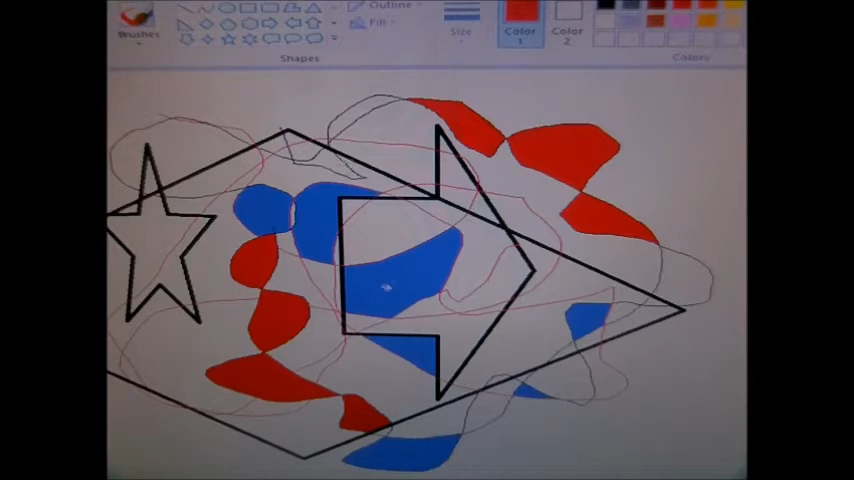 Outline
Fill
Brushes
Size
Color 1
Color 2
Shapes
Colors